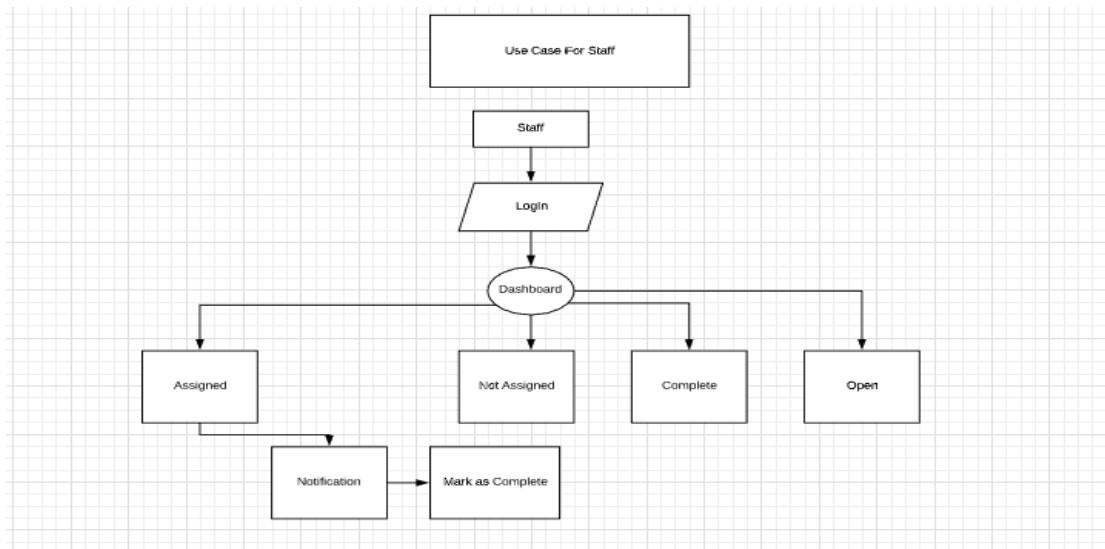 Use Case For Staff
Staff
LogIn
Dashboard
Assigned
Not Assigned
Complete
Open
Notification
Mark as Complete